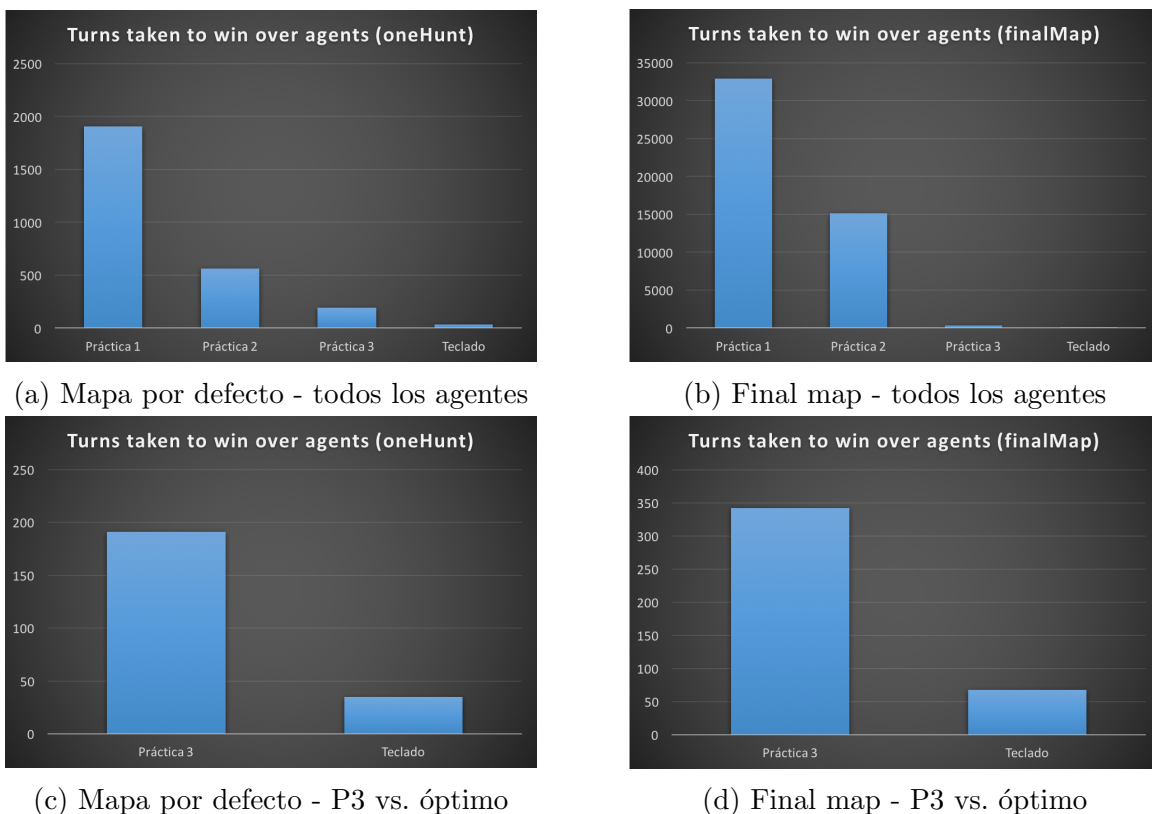 Turns taken to win over agents (oneHunt)
2500
2000
1500
1000
500
0
Práctica 1 Práctica 2 Práctica 3 Teclado
(a) Mapa por defecto - todos los agentes
Turns taken to win over agents (finalMap)
35000
30000
25000
20000
15000
10000
5000
0
Práctica 1 Práctica 2 Práctica 3 Teclado
(b) Final map - todos los agentes
Turns taken to win over agents (oneHunt)
250
200
150
100
50
0
Práctica 3 Teclado
(c) Mapa por defecto - P3 vs. óptimo
Turns taken to win over agents (finalMap)
400
350
300
250
200
150
100
50
0
Práctica 3 Teclado
(d) Final map - P3 vs. óptimo